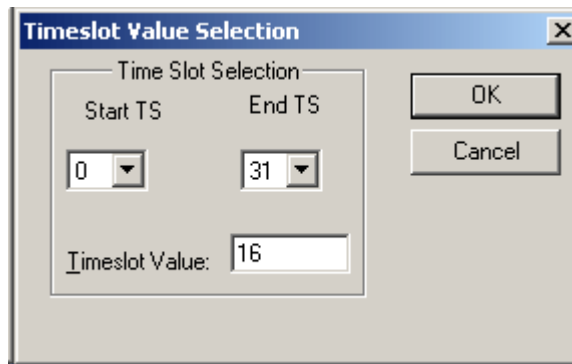 Timeslot Value Selection
Time Slot Selection
Start TS
End TS
0
31
Timeslot Value:
16
OK
Cancel